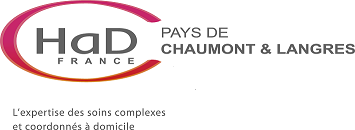 HaD
FRANCE
PAYS DE
CHAUMONT & LANGRES
L'expertise des soins complexes
et coordonnés à domicile